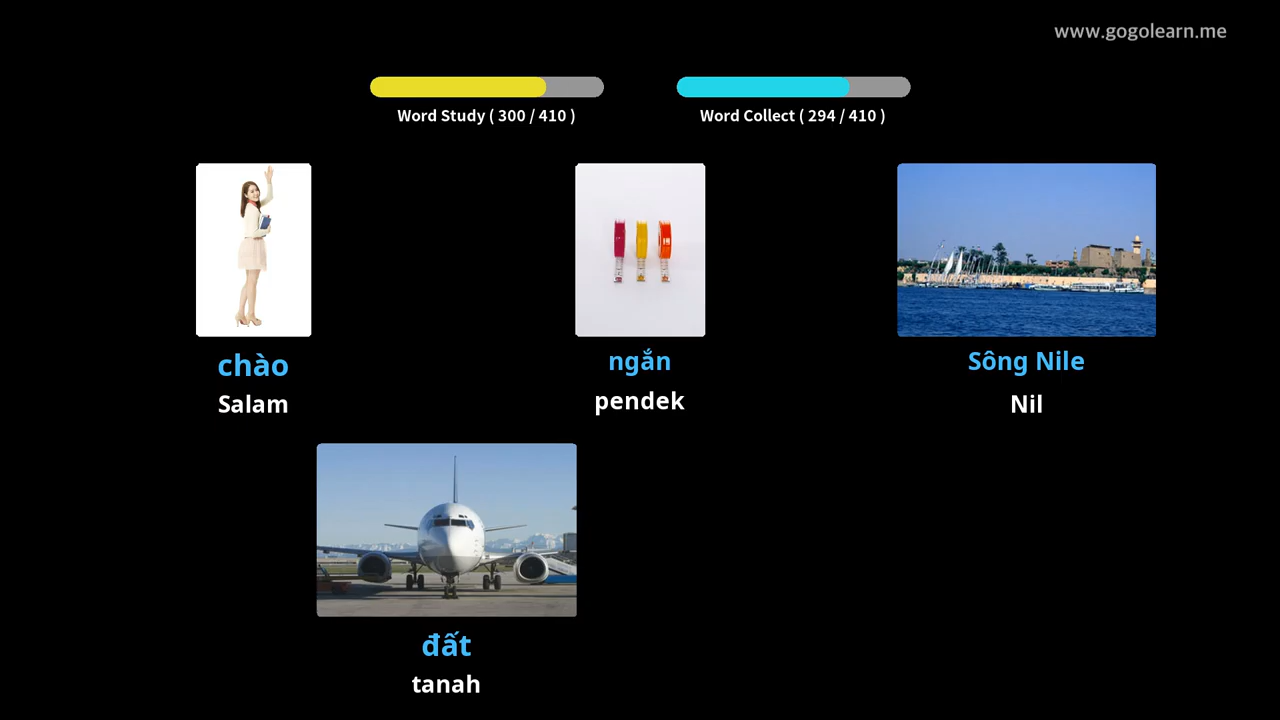 www.gogolearn.me
Word Study ( 300 / 410 )
Word Collect ( 294 / 410 )
chào
Salam
ngắn
pendek
Sông Nile
Nil
đất
tanah